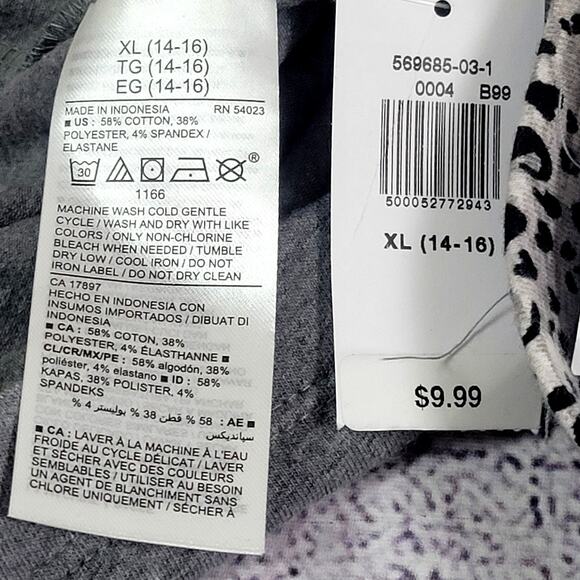 XL (14-16)
TG (14-16)
EG (14-16)
MADE IN INDONESIA RN 54023
■ US : 58% COTTON, 38%
POLYESTER, 4% SPANDEX /
ELASTANE
30
®
1166
MACHINE WASH COLD GENTLE
CYCLE / WASH AND DRY WITH LIKE
COLORS / ONLY NON-CHLORINE
BLEACH WHEN NEEDED / TUMBLE
DRY LOW / COOL IRON / DO NOT
IRON LABEL / DO NOT DRY CLEAN
CA 17897
HECHO EN INDONESIA CON
INSUMOS IMPORTADOS / DIBUAT DI
INDONESIA
■ CA : 58% COTON, 38%
POLYESTER, 4% ÉLASTHANNE ■
CL/CR/MX/PE : 58% algodón, 38%
poliéster, 4% elastano ■ ID : 58%
KAPAS, 38% POLISTER, 4%
SPANDEKS
■ AE : 58 % قطن 38 % بوليستر 4 %
سبانديكس
■ CA : LAVER À LA MACHINE À L'EAU
FROIDE AU CYCLE DÉLICAT / LAVER
ET SÉCHER AVEC DES COULEURS
SEMBLABLES / UTILISER AU BESOIN
UN AGENT DE BLANCHIMENT SANS
CHLORE UNIQUEMENT / SÉCHER À
569685-03-1
0004 B99
500052772943
XL (14-16)
$9.99